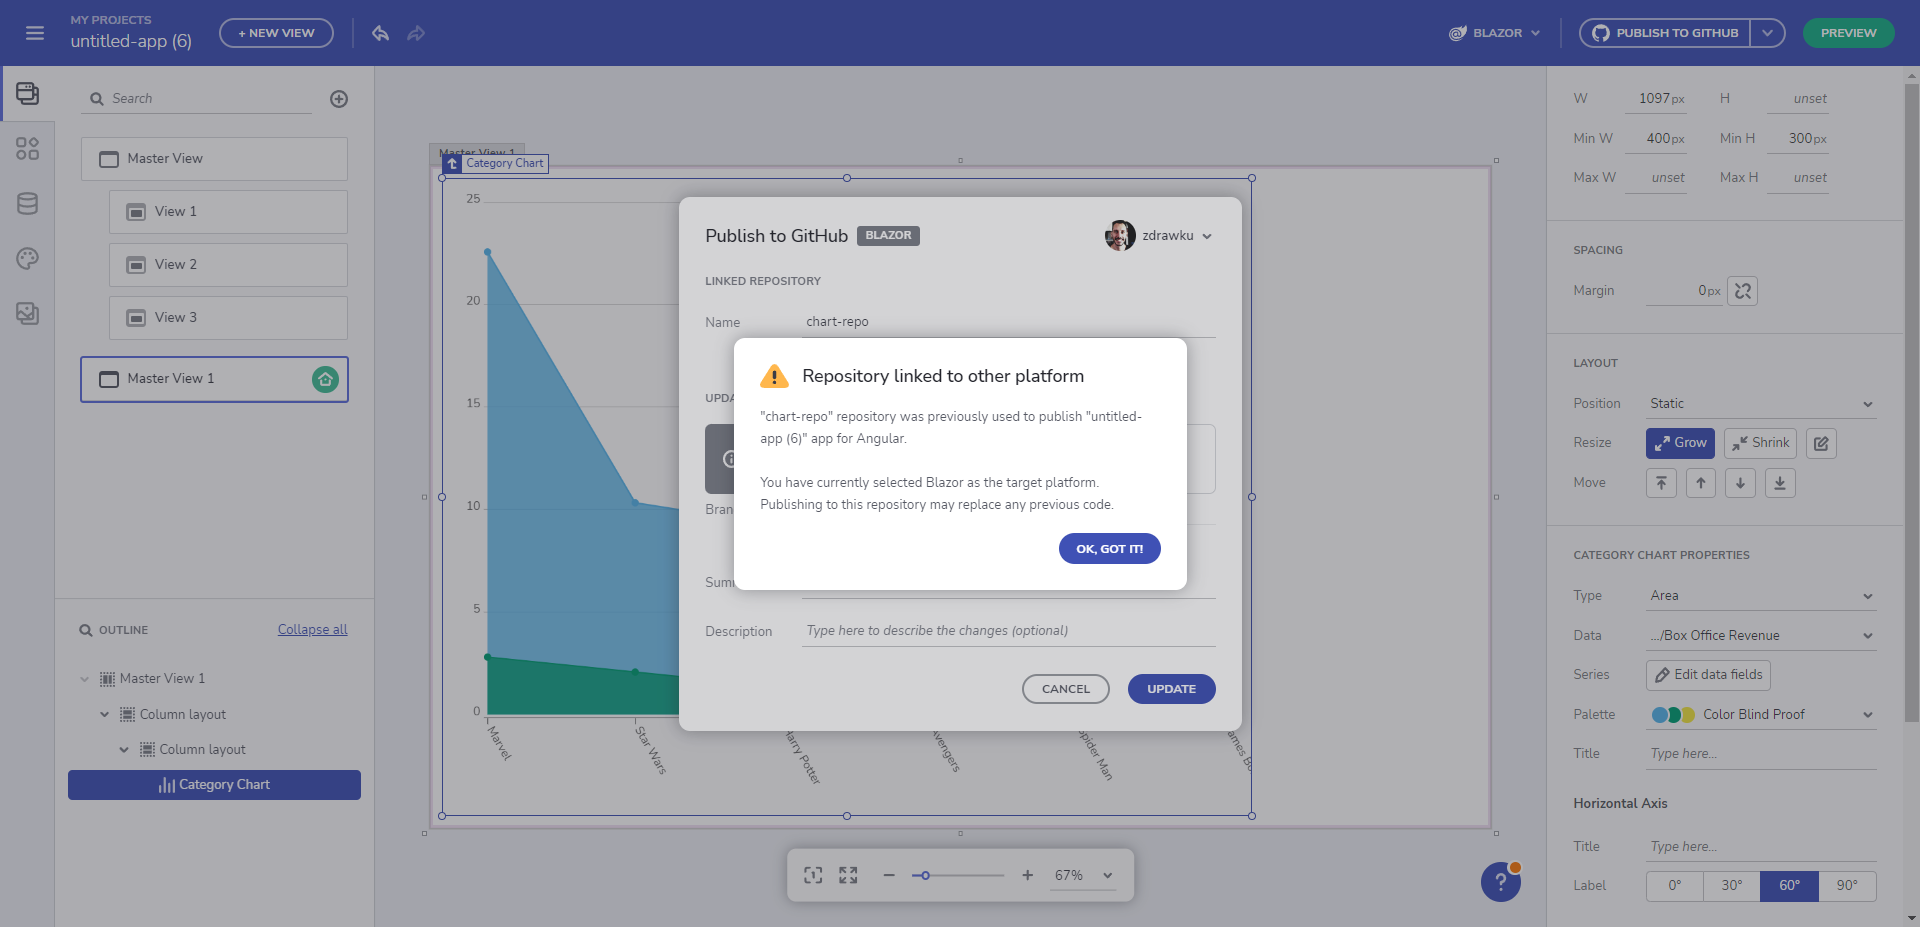 MY PROJECTS
untitled-app (6)
+ NEW VIEW
BLAZOR
PUBLISH TO GITHUB
PREVIEW
Search
Master View
View 1
View 2
View 3
Master View 1
OUTLINE
Collapse all
Master View 1
Column layout
Column layout
Category Chart
Master View 1
Category Chart
25
20
15
10
5
0
Marvel
Star Wars
Harry Potter
Avengers
Spider Man
Publish to GitHub
BLAZOR
zdrawku
LINKED REPOSITORY
Name
chart-repo
UPDA
Bran
Sum
Description
Type here to describe the changes (optional)
CANCEL
UPDATE
Repository linked to other platform
"chart-repo" repository was previously used to publish "untitled-
app (6)" app for Angular.
You have currently selected Blazor as the target platform.
Publishing to this repository may replace any previous code.
OK, GOT IT!
67%
?
W
1097px
H
unset
Min W
400px
Min H
300px
Max W
unset
Max H
unset
SPACING
Margin
0px
LAYOUT
Position
Static
Resize
Grow
Shrink
Move
CATEGORY CHART PROPERTIES
Type
Area
Data
.../Box Office Revenue
Series
Edit data fields
Palette
Color Blind Proof
Title
Type here...
Horizontal Axis
Title
Type here...
Label
0°
30°
60°
90°